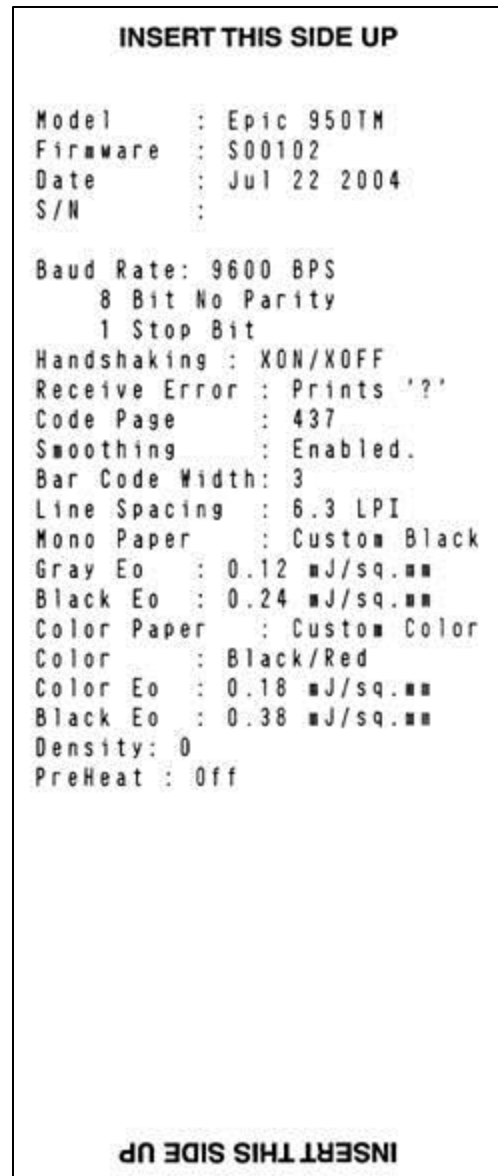 INSERT THIS SIDE UP
Model : Epic 950TM
Firmware : S00102
Date : Jul 22 2004
S/N :
Baud Rate: 9600 BPS
8 Bit No Parity
1 Stop Bit
Handshaking : XON/XOFF
Receive Error : Prints '?'
Code Page : 437
Smoothing : Enabled.
Bar Code Width: 3
Line Spacing : 6.3 LPI
Mono Paper : Custom Black
Gray Eo : 0.12 mJ/sq.mm
Black Eo : 0.24 mJ/sq.mm
Color Paper : Custom Color
Color : Black/Red
Color Eo : 0.18 mJ/sq.mm
Black Eo : 0.38 mJ/sq.mm
Density: 0
PreHeat : Off
INSERT THIS SIDE UP